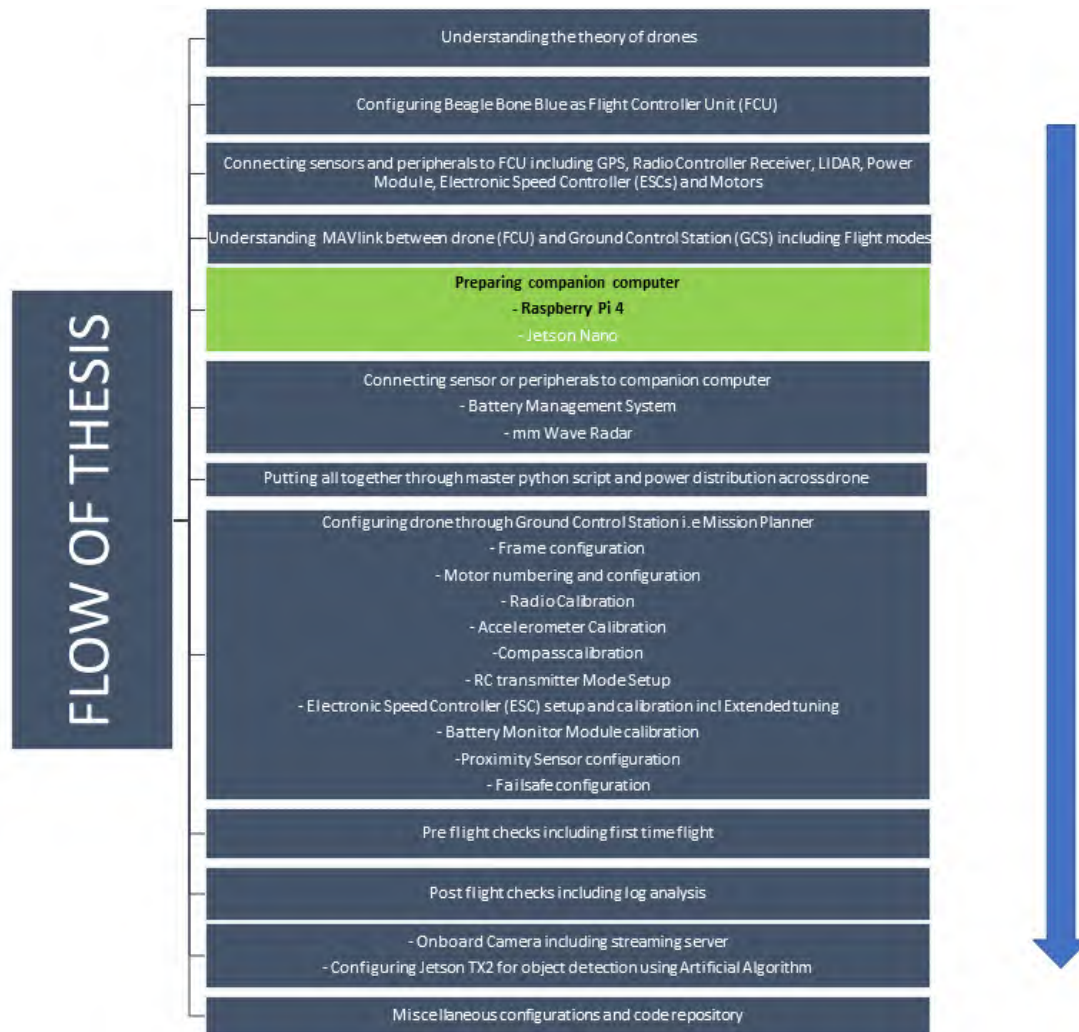 FLOW OF THESIS
Understanding the theory of drones
Configuring Beagle Bone Blue as Flight Controller Unit (FCU)
Connecting sensors and peripherals to FCU including GPS, Radio Controller Receiver, LIDAR, Power
Module, Electronic Speed Controller (ESCs) and Motors
Understanding MAVlink between drone (FCU) and Ground Control Station (GCS) including Flight modes
Preparing companion computer
- Raspberry Pi 4
- Jetson Nano
Connecting sensor or peripherals to companion computer
- Battery Management System
- mm Wave Radar
Putting all together through master python script and power distribution across drone
Configuring drone through Ground Control Station i.e Mission Planner
- Frame configuration
- Motor numbering and configuration
- Radio Calibration
- Accelerometer Calibration
-Compass calibration
- RC transmitter Mode Setup
- Electronic Speed Controller (ESC) setup and calibration incl Extended tuning
- Battery Monitor Module calibration
-Proximity Sensor configuration
- Failsafe configuration
Pre flight checks including first time flight
Post flight checks including log analysis
- Onboard Camera including streaming server
- Configuring Jetson TX2 for object detection using Artificial Algorithm
Miscellaneous configurations and code repository